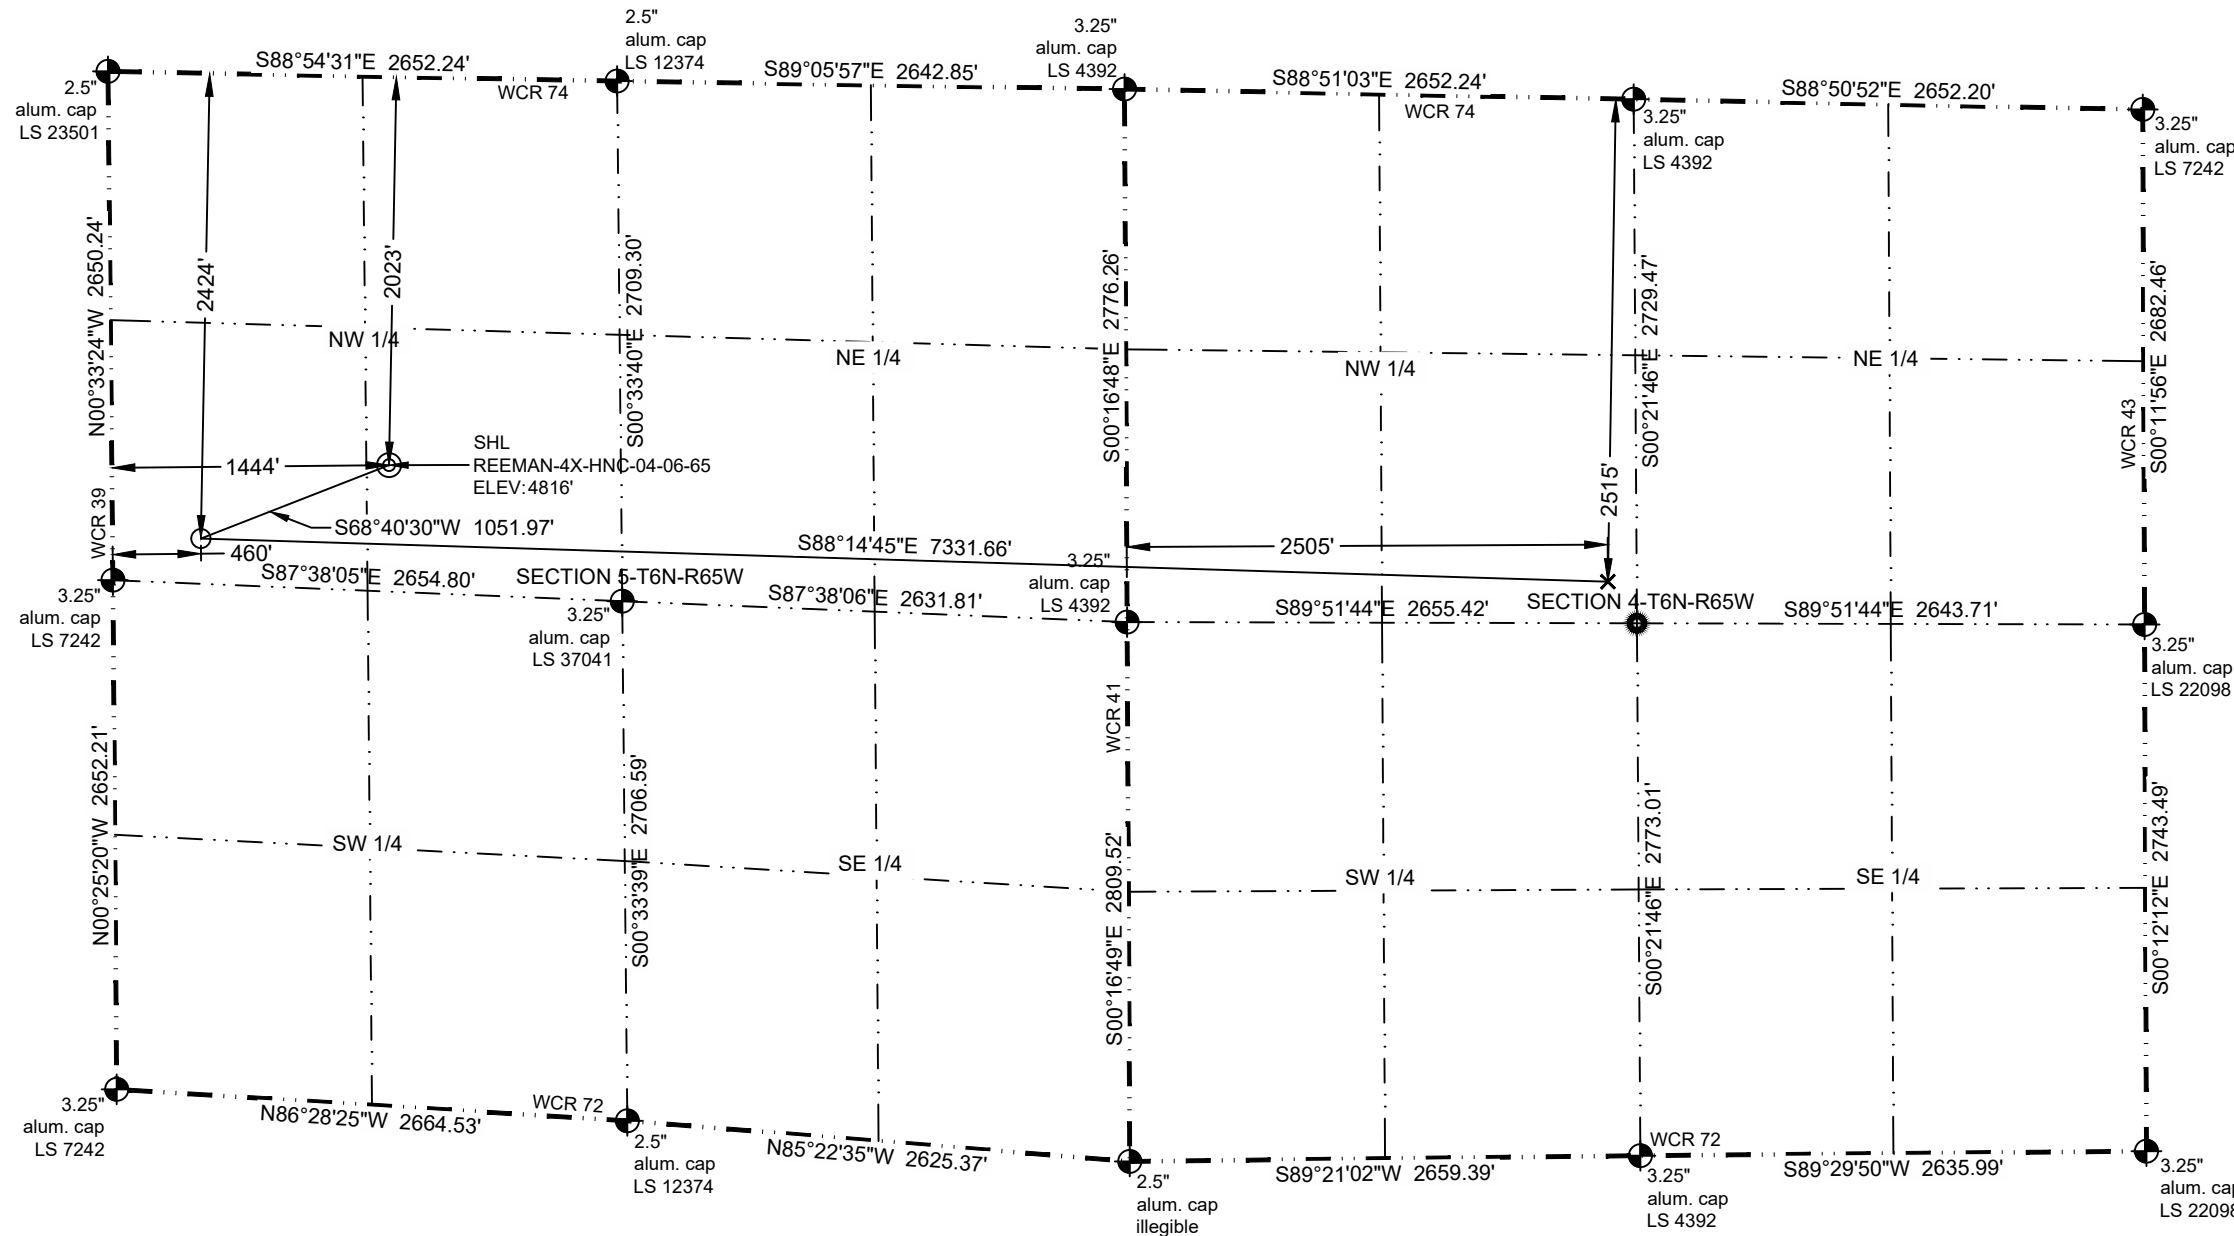 S88°54'31"E 2652.24'
WCR 74
2.5"
alum. cap
LS 12374
S89°05'57"E 2642.85'
3.25"
alum. cap
LS 4392
S88°51'03"E 2652.24'
WCR 74
3.25"
alum. cap
LS 4392
S88°50'52"E 2652.20'
3.25"
alum. cap
LS 7242
2.5"
alum. cap
LS 23501
N00°33'24"W 2650.24'
2424'
2023'
S00°33'40"E 2709.30'
S00°16'48"E 2776.26'
2515'
S00°21'46"E 2729.47'
WCR 43
S00°11'56"E 2682.46'
NW 1/4
NE 1/4
NW 1/4
NE 1/4
1444'
SHL
REEMAN-4X-HNC-04-06-65
ELEV:4816'
WCR 39
S68°40'30"W 1051.97'
460'
S88°14'45"E 7331.66'
2505'
S87°38'05"E 2654.80'
SECTION 5-T6N-R65W
S87°38'06"E 2631.81'
3.25"
alum. cap
LS 4392
S89°51'44"E 2655.42'
SECTION 4-T6N-R65W
S89°51'44"E 2643.71'
3.25"
alum. cap
LS 7242
3.25"
alum. cap
LS 37041
3.25"
alum. cap
LS 22098
WCR 41
N00°25'20"W 2652.21'
S00°33'39"E 2706.59'
S00°16'49"E 2809.52'
S00°21'46"E 2773.01'
S00°12'12"E 2743.49'
SW 1/4
SE 1/4
SW 1/4
SE 1/4
3.25"
alum. cap
LS 7242
N86°28'25"W 2664.53'
WCR 72
2.5"
alum. cap
LS 12374
N85°22'35"W 2625.37'
2.5"
alum. cap
illegible
S89°21'02"W 2659.39'
WCR 72
3.25"
alum. cap
LS 4392
S89°29'50"W 2635.99'
3.25"
alum. cap
LS 22098